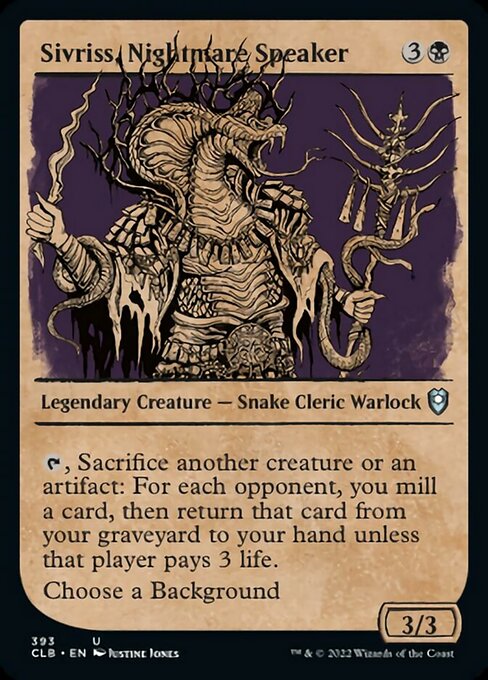 Sivriss, Nightmare Speaker 3
Legendary Creature — Snake Cleric Warlock
, Sacrifice another creature or an
artifact: For each opponent, you mill
a card, then return that card from
your graveyard to your hand unless
that player pays 3 life.
Choose a Background
3/3
393 U
CLB • EN Justine Jones
™ & © 2022 Wizards of the Coast